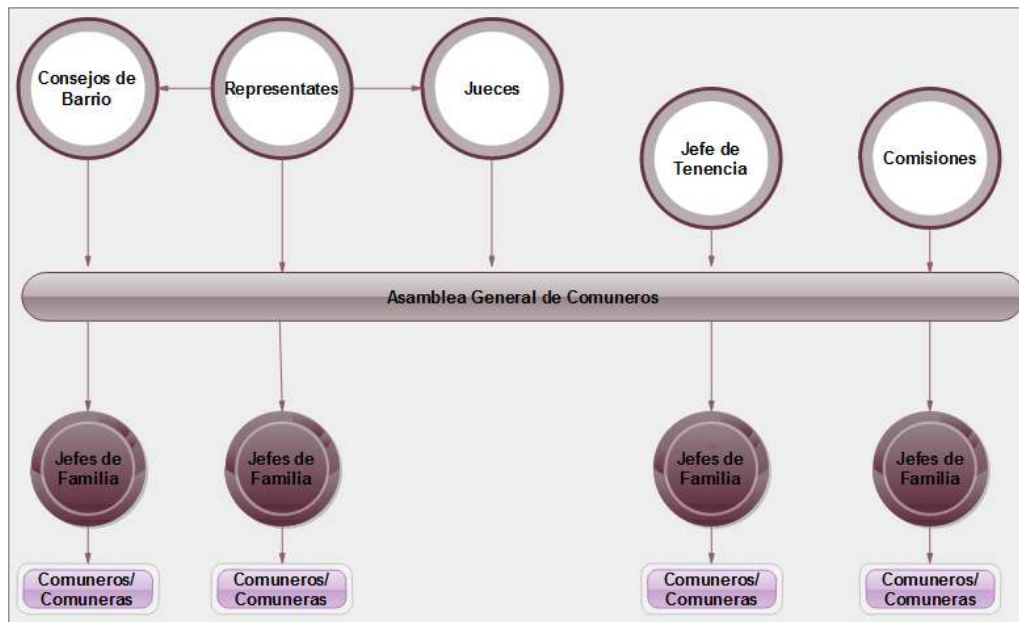 Consejos de
Barrio
Representates
Jueces
Jefe de
Tenencia
Comisiones
Asamblea General de Comuneros
Jefes de
Familia
Jefes de
Familia
Jefes de
Familia
Jefes de
Familia
Comuneros/
Comuneras
Comuneros/
Comuneras
Comuneros/
Comuneras
Comuneros/
Comuneras